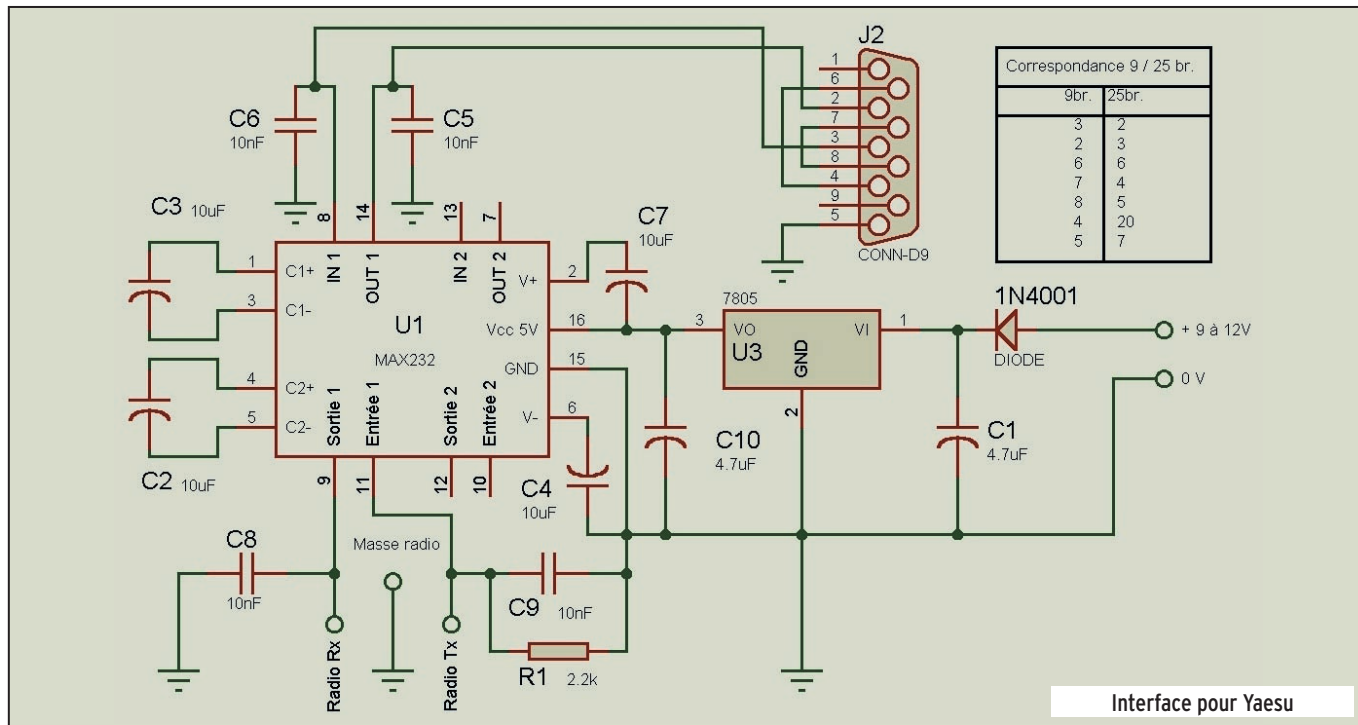 J2
1
6
2
7
3
8
4
9
5
CONN-D9
Correspondance 9 / 25 br.
9br. 25br.
3 2
2 3
6 6
7 4
8 5
4 20
5 7
C6
10nF
C5
10nF
C3 10uF
C7
10uF
8
14
13
7
IN 1
OUT 1
IN 2
OUT 2
1 C1+
3 C1-
4 C2+
5 C2-
U1
MAX232
V+ 2
Vcc 5V 16
GND 15
V- 6
Sortie 1
Entrée 1
Sortie 2
Entrée 2
9
11
12
10
C2 10uF
7805
3 VO
VI 1
U3
GND
2
1N4001
DIODE
+ 9 à 12V
0 V
C10
4.7uF
C1
4.7uF
C4
10uF
C8
10nF
Masse radio
C9 10nF
R1 2.2k
Radio Rx
Radio Tx
Interface pour Yaesu